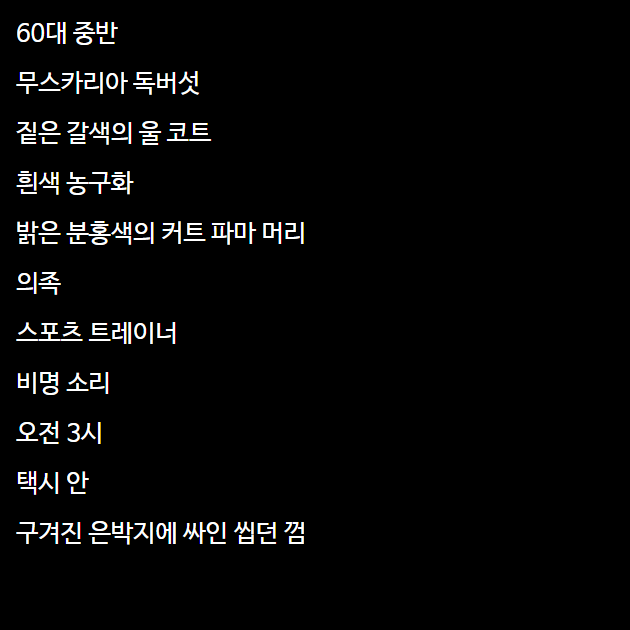 60대 중반
무스카리아 독버섯
짙은 갈색의 울 코트
흰색 농구화
밝은 분홍색의 커트 파마 머리
의족
스포츠 트레이너
비명 소리
오전 3시
택시 안
구겨진 은박지에 싸인 씹던 껌